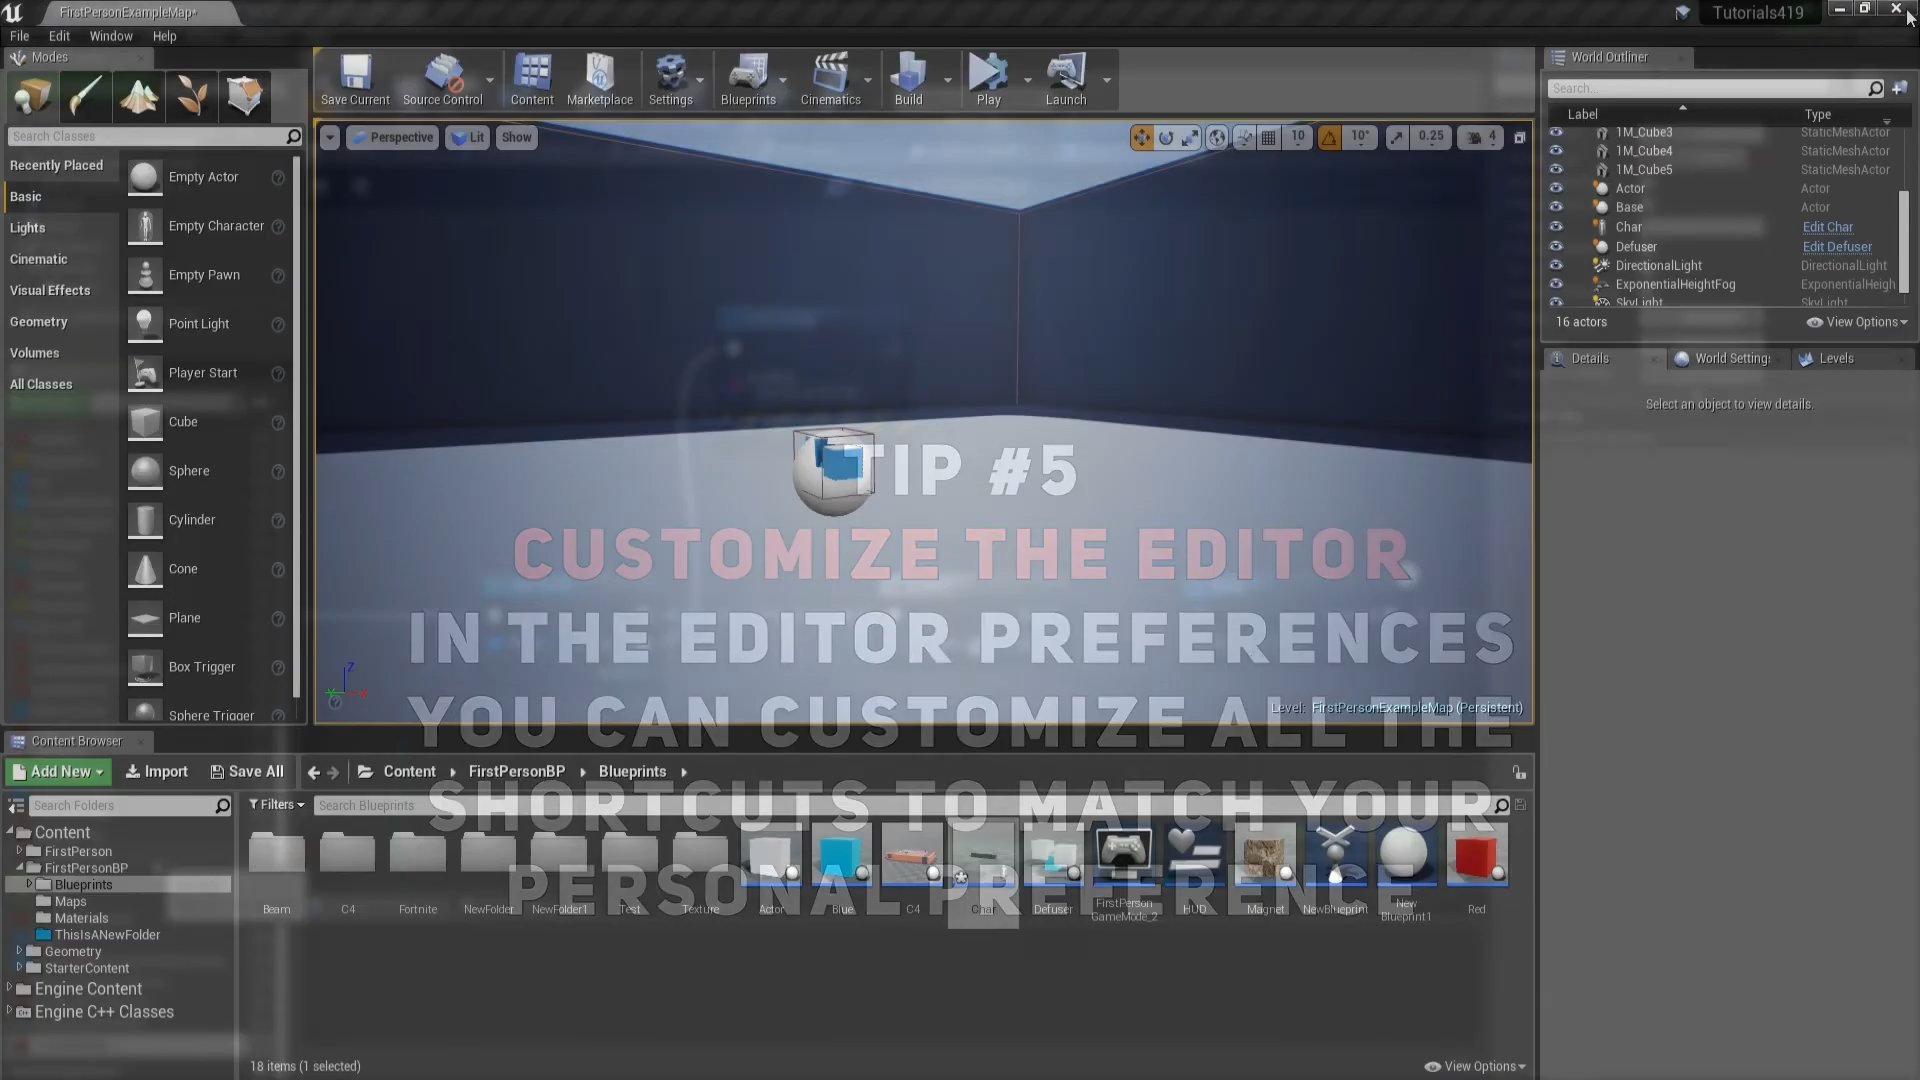 FirstPersonExampleMap*
Tutorials419
File Edit Window Help
Modes
Search Classes
Recently Placed
Basic
Lights
Cinematic
Visual Effects
Geometry
Volumes
All Classes
Empty Actor
Empty Character
Empty Pawn
Point Light
Player Start
Cube
Sphere
Cylinder
Cone
Plane
Box Trigger
Sphere Trigger
Save Current Source Control Content Marketplace Settings Blueprints Cinematics Build Play Launch
Perspective Lit Show
10 10° 0.25 4
TIP #5
CUSTOMIZE THE EDITOR
IN THE EDITOR PREFERENCES
YOU CAN CUSTOMIZE ALL THE
SHORTCUTS TO MATCH YOUR
PERSONAL PREFERENCE
Z
Level: FirstPersonExampleMap (Persistent)
World Outliner
Search...
Label Type
1M_Cube3 StaticMeshActor
1M_Cube4 StaticMeshActor
1M_Cube5 StaticMeshActor
Actor Actor
Base Actor
Char Edit Char
Defuser Edit Defuser
DirectionalLight DirectionalLight
ExponentialHeightFog ExponentialHeigh
SkyLight SkyLight
16 actors View Options
Details World Settings Levels
Select an object to view details.
Content Browser
Add New Import Save All Content FirstPersonBP Blueprints
Search Folders
Filters Search Blueprints
Content
FirstPerson
FirstPersonBP
Blueprints
Maps
Materials
ThisIsANewFolder
Geometry
StarterContent
Engine Content
Engine C++ Classes
Beam C4 Fortnite NewFolder NewFolder1 Test Texture Actor Blue C4 Char Defuser FirstPerson GameMode_2 HUD Magnet NewBlueprint New Blueprint1 Red
18 items (1 selected)
View Options